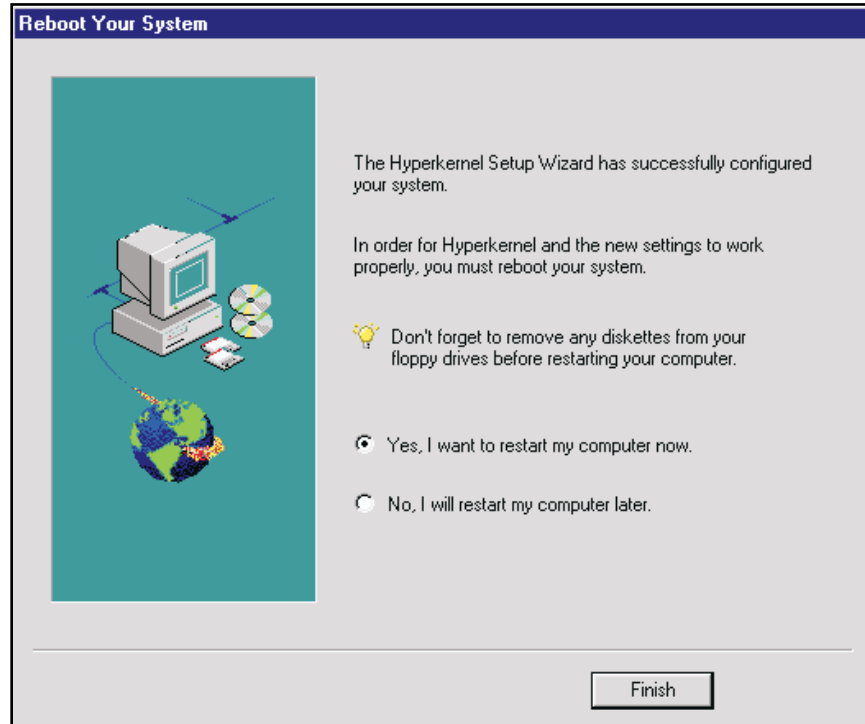 Reboot Your System
The Hyperkernel Setup Wizard has successfully configured
your system.
In order for Hyperkernel and the new settings to work
properly, you must reboot your system.
Don't forget to remove any diskettes from your
floppy drives before restarting your computer.
Yes, I want to restart my computer now.
No, I will restart my computer later.
Finish